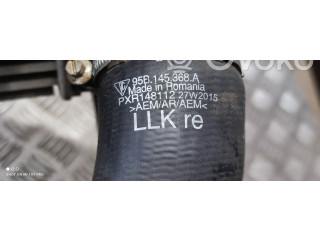 95B.145.368.A
Made in Romania
PXR148112 27W2015
>AEM/AR/AEM<
LLK re